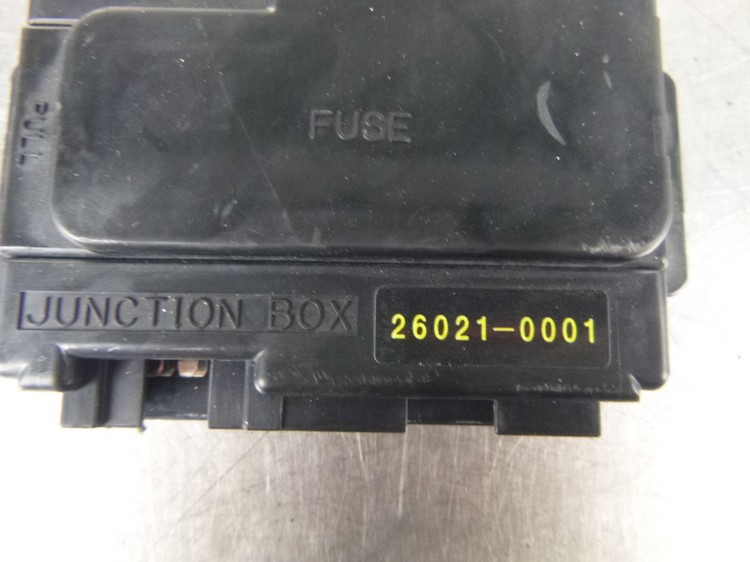 PULL
FUSE
JUNCTION BOX
26021-0001